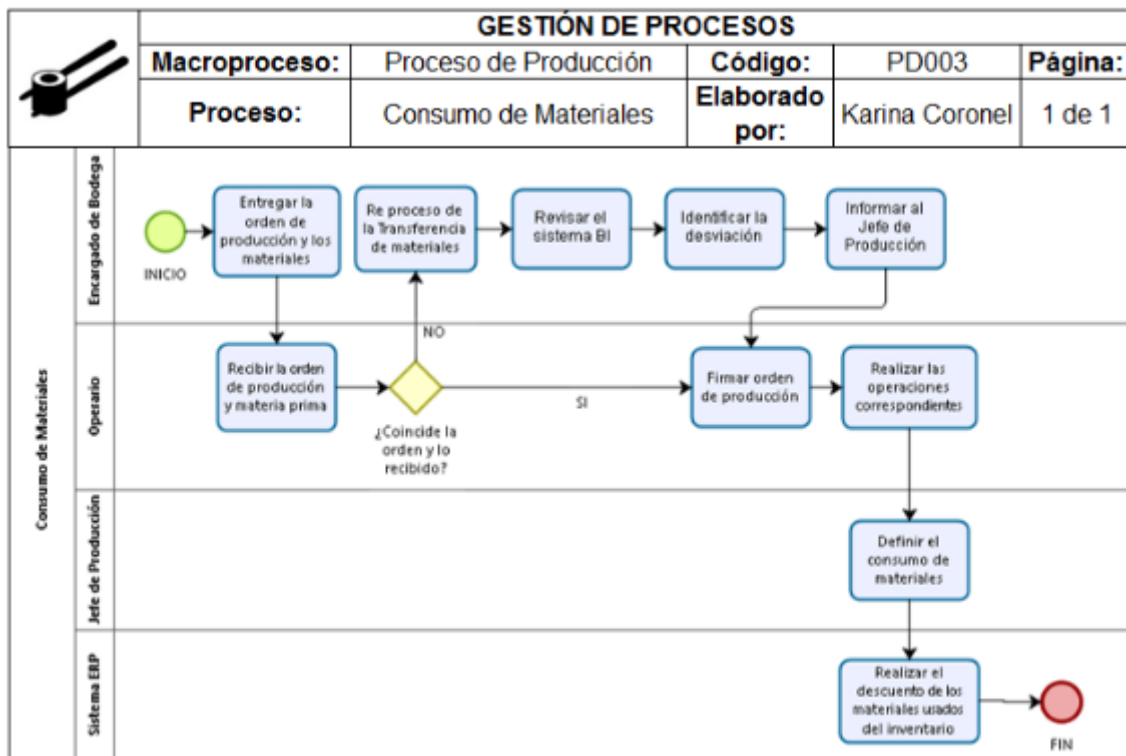 GESTIÓN DE PROCESOS
Macroproceso:
Proceso de Producción
Código:
PD003
Página:
Proceso:
Consumo de Materiales
Elaborado
por:
Karina Coronel
1 de 1
Consumo de Materiales
Encargado de Bodega
INICIO
Entregar la
orden de
producción y los
materiales
Re proceso de
la Transferencia
de materiales
Revisar el
sistema BI
Identificar la
desviación
Informar al
Jefe de
Producción
Operario
Recibir la orden
de producción
y materia prima
NO
¿Coincide la
orden y lo
recibido?
SI
Firmar orden
de producción
Realizar las
operaciones
correspondientes
Jefe de Producción
Definir el
consumo de
materiales
Sistema ERP
Realizar el
descuento de los
materiales usados
del inventario
FIN